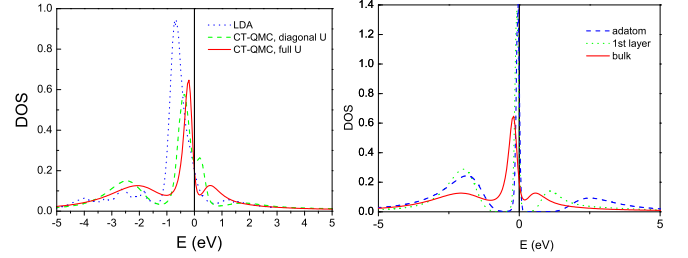 1.0
0.8
0.6
0.4
0.2
0.0
DOS
-5 -4 -3 -2 -1 0 1 2 3 4 5
E (eV)
LDA
CT-QMC, diagonal U
CT-QMC, full U
1.4
1.2
1.0
0.8
0.6
0.4
0.2
0.0
DOS
-5 0 5
E (eV)
adatom
1st layer
bulk